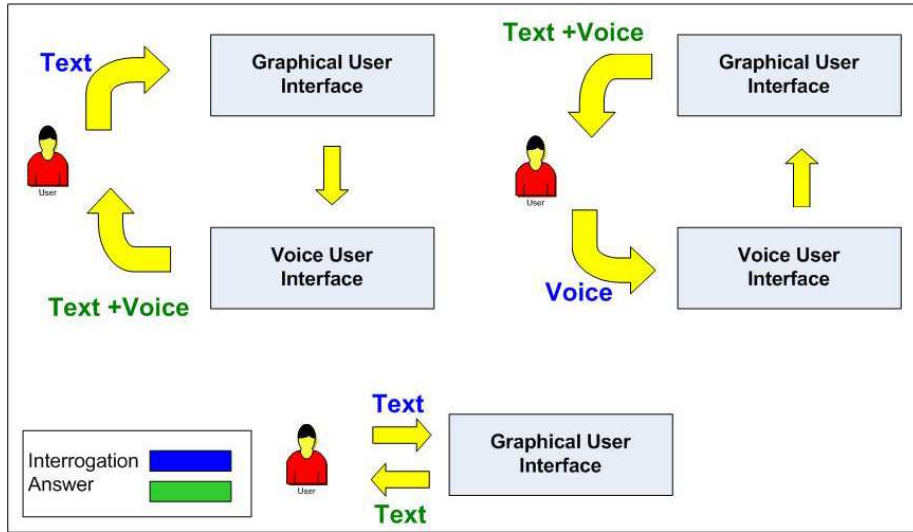 Text
Graphical User
Interface
User
Voice User
Interface
Text +Voice
Text +Voice
Graphical User
Interface
User
Voice User
Interface
Voice
Text
Graphical User
Interface
User
Text
Interrogation
Answer